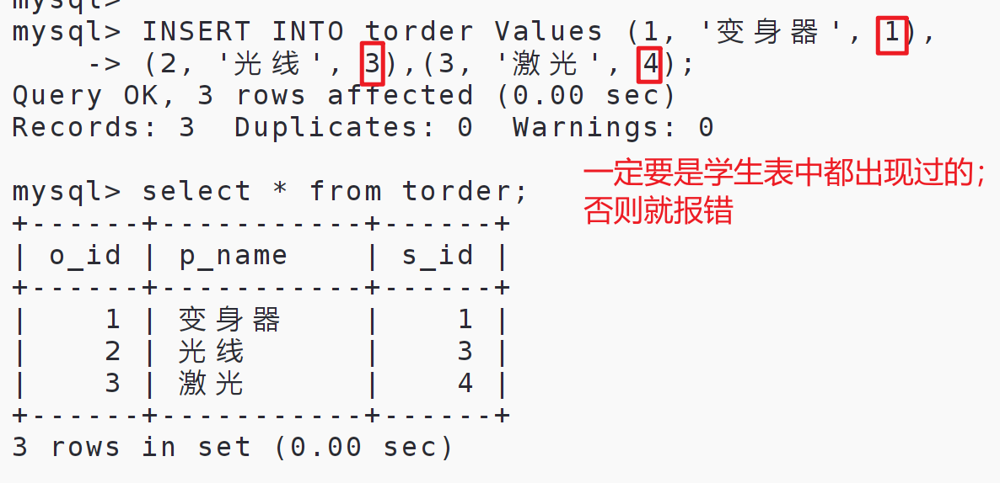 mysql>
mysql> INSERT INTO torder Values (1, '变身器', 1),
    -> (2, '光线', 3),(3, '激光', 4);
Query OK, 3 rows affected (0.00 sec)
Records: 3  Duplicates: 0  Warnings: 0
一定要是学生表中都出现过的；
否则就报错
mysql> select * from torder;
+------+-----------+------+
| o_id | p_name    | s_id |
+------+-----------+------+
|    1 | 变身器    |    1 |
|    2 | 光线      |    3 |
|    3 | 激光      |    4 |
+------+-----------+------+
3 rows in set (0.00 sec)